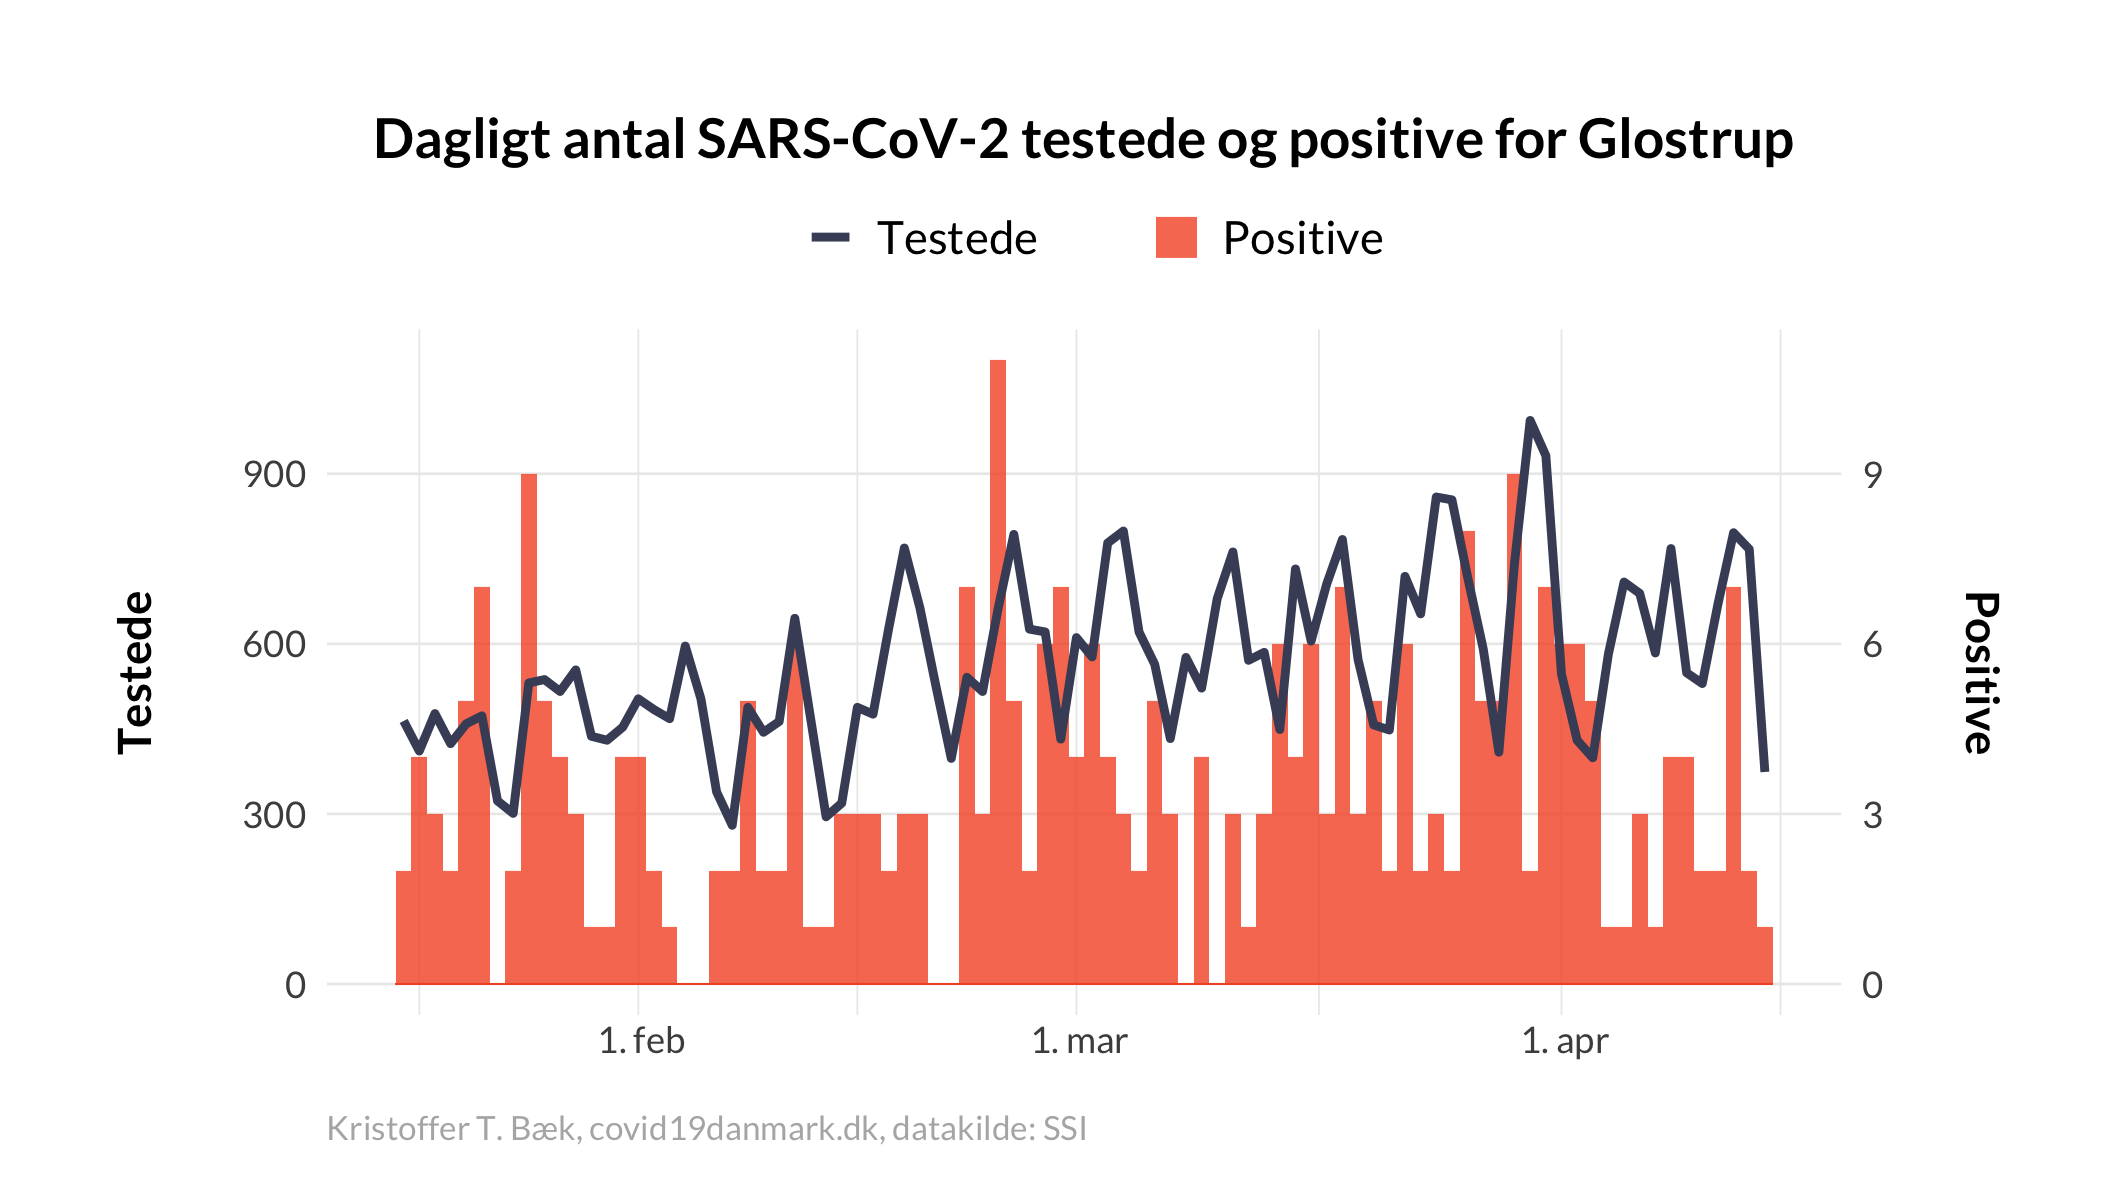 Dagligt antal SARS-CoV-2 testede og positive for Glostrup
Testede Positive
Testede
900
600
300
0
9
6
3
0
Positive
1. feb 1. mar 1. apr
Kristoffer T. Bæk, covid19danmark.dk, datakilde: SSI